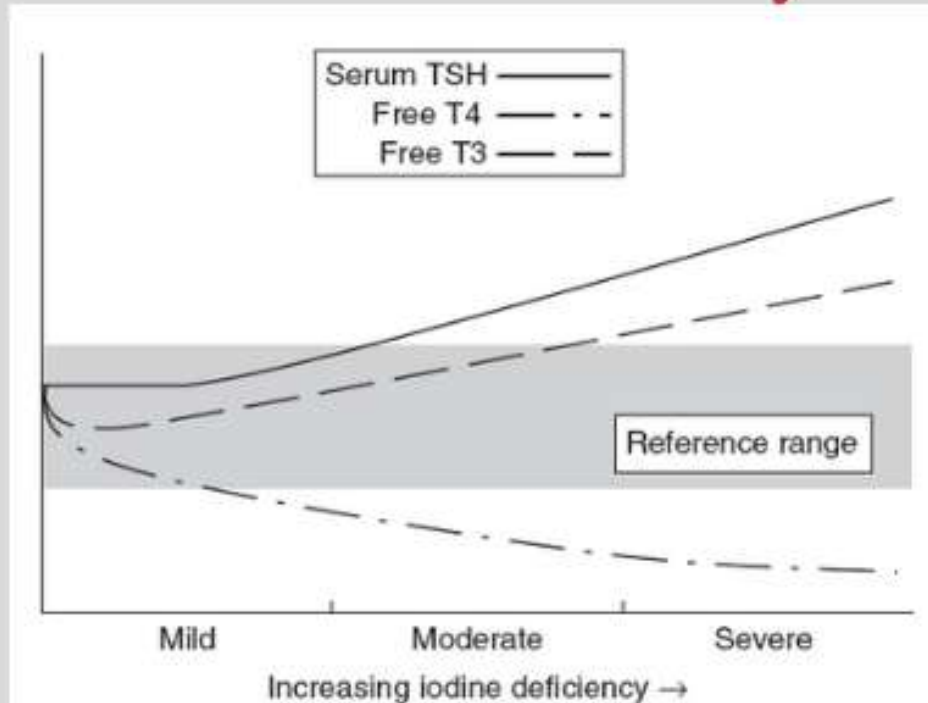 Serum TSH
Free T4
Free T3
Reference range
Mild Moderate Severe
Increasing iodine deficiency →